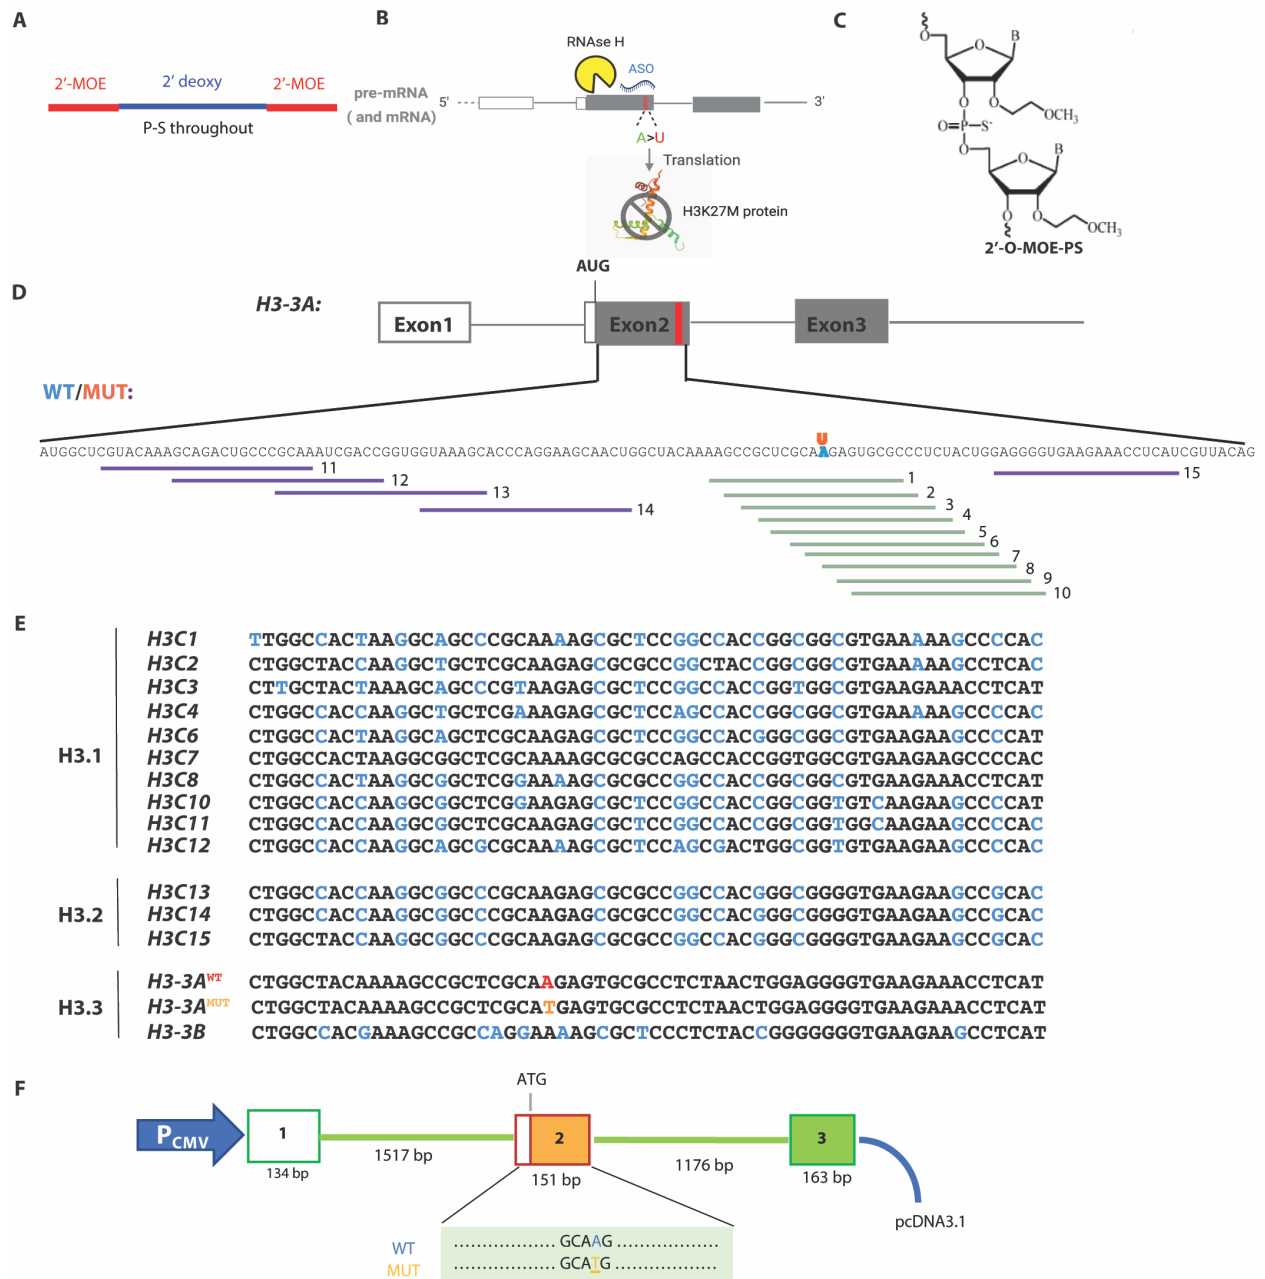 A
2'-MOE 2' deoxy 2'-MOE
P-S throughout
B
RNAse H
ASO
pre-mRNA
( and mRNA)
5'
3'
A>U
Translation
H3K27M protein
C
O
O
B
O
O
OCH3
O=P–S-
O
O
B
O
O
OCH3
2'-O-MOE-PS
D
AUG
H3-3A:
Exon1 Exon2 Exon3
WT/MUT:
U
AUGGCUCGUACAAAGCAGACUGCCCGCAAAUCGACCGGUGGUAAAGCACCCAGGAAGCAACUGGCUACAAAAGCCGCUCGCAAGAGUGCGCCCUCUACUGGAGGGGUGAAGAAACCUCAUCGUUACAG
11
12
13
14
1
2
3
4
5
6
7
8
9
10
15
E
H3.1
H3C1 TTGGCCACTAAGGCAGCCCGCAAAAGCGCTCCGGCCACCGGCGGCGTGAAAAAGCCCCAC
H3C2 CTGGCTACCAAGGCTGCTCGCAAGAGCGCGCCGGCTACCGGCGGCGTGAAAAAGCCTCAC
H3C3 CTTGCTACTAAAGCAGCCCGTAAGAGCGCTCCGGCCACCGGTGGCGTGAAGAAACCTCAT
H3C4 CTGGCCACCAAGGCTGCTCGAAAGAGCGCTCCAGCCACCGGCGGCGTGAAAAAGCCCCAC
H3C6 CTGGCCACTAAGGCAGCTCGCAAGAGCGCTCCGGCCACGGGCGGCGTGAAGAAGCCCCAT
H3C7 CTGGCCACTAAGGCGGCTCGCAAAAGCGCCAGCCACCGGTGGCGTGAAGAAGCCCCAC
H3C8 CTGGCCACTAAGGCGGCTCGGAAAAGCGCGCCGGCCACCGGCGGCGTGAAGAAACCTCAT
H3C10 CTGGCCACCAAGGCGGCTCGGAAGAGCGCTCCGGCCACCGGCGGTGTCAAGAAGCCCCAT
H3C11 CTGGCCACCAAGGCGGCTCGCAAGAGCGCTCCGGCCACCGGCGGTGGCAAGAAGCCCCAC
H3C12 CTGGCCACCAAGGCAGCGCGCAAAAGCGCTCCAGCGACTGGCGGTGTGAAGAAGCCCCAC
H3.2
H3C13 CTGGCCACCAAGGCGGCCCGCAAGAGCGCGCCGGCCACGGGCGGGGTGAAGAAGCCGCAC
H3C14 CTGGCCACCAAGGCGGCCCGCAAGAGCGCGCCGGCCACGGGCGGGGTGAAGAAGCCGCAC
H3C15 CTGGCTACCAAGGCGGCCCGCAAGAGCGCGCCGGCCACGGGCGGGGTGAAGAAGCCGCAC
H3.3
H3-3AWT CTGGCTACAAAAGCCGCTCGCAAGAGTGCGCCTCTAACTGGAGGGGTGAAGAAACCTCAT
H3-3AMUT CTGGCTACAAAAGCCGCTCGCATGAGTGCGCCTCTAACTGGAGGGGTGAAGAAACCTCAT
H3-3B CTGGCCACGAAAGCCGCCAGGAAAAGCGCTCCCTCTACCGGGGGGGTGAAGAAGCCTCAT
F
ATG
PCMV
1 2 3
134 bp
1517 bp
151 bp
1176 bp
163 bp
pcDNA3.1
WT .................. GCAAG ..................
MUT .................. GCATG ..................